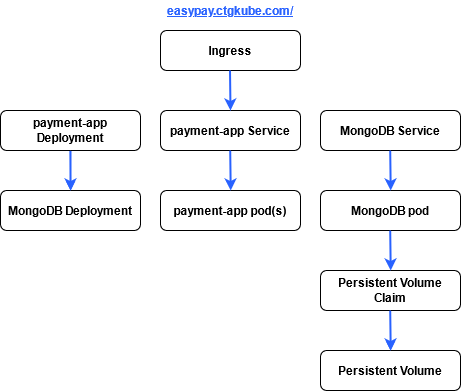 easypay.ctgkube.com/
Ingress
payment-app
Deployment
payment-app Service
MongoDB Service
MongoDB Deployment
payment-app pod(s)
MongoDB pod
Persistent Volume
Claim
Persistent Volume